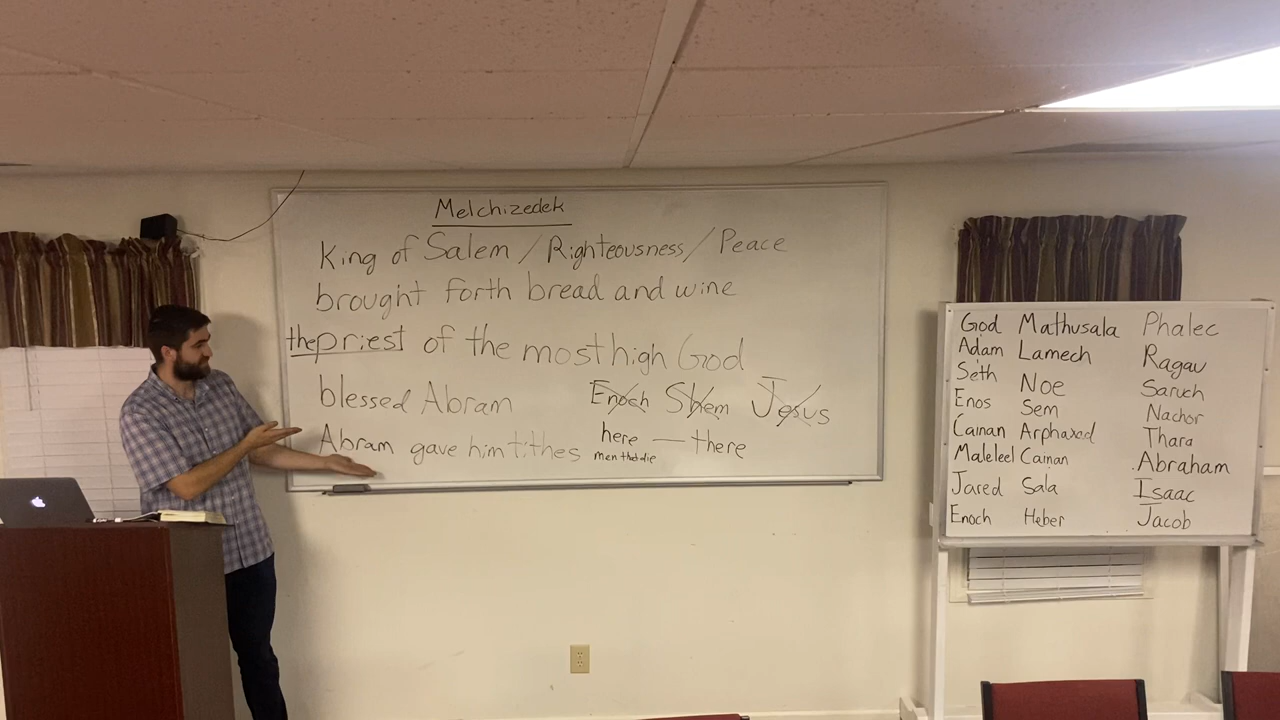 Melchizedek
King of Salem / Righteousness / Peace
brought forth bread and wine
the priest of the most high God
blessed Abram Enoch Shem Jesus
Abram gave him tithes here — there
men that die
God Mathusala Phalec
Adam Lamech Ragau
Seth Noe Saruch
Enos Sem Nachor
Cainan Arphaxad Thara
Maleleel Cainan Abraham
Jared Sala Isaac
Enoch Heber Jacob